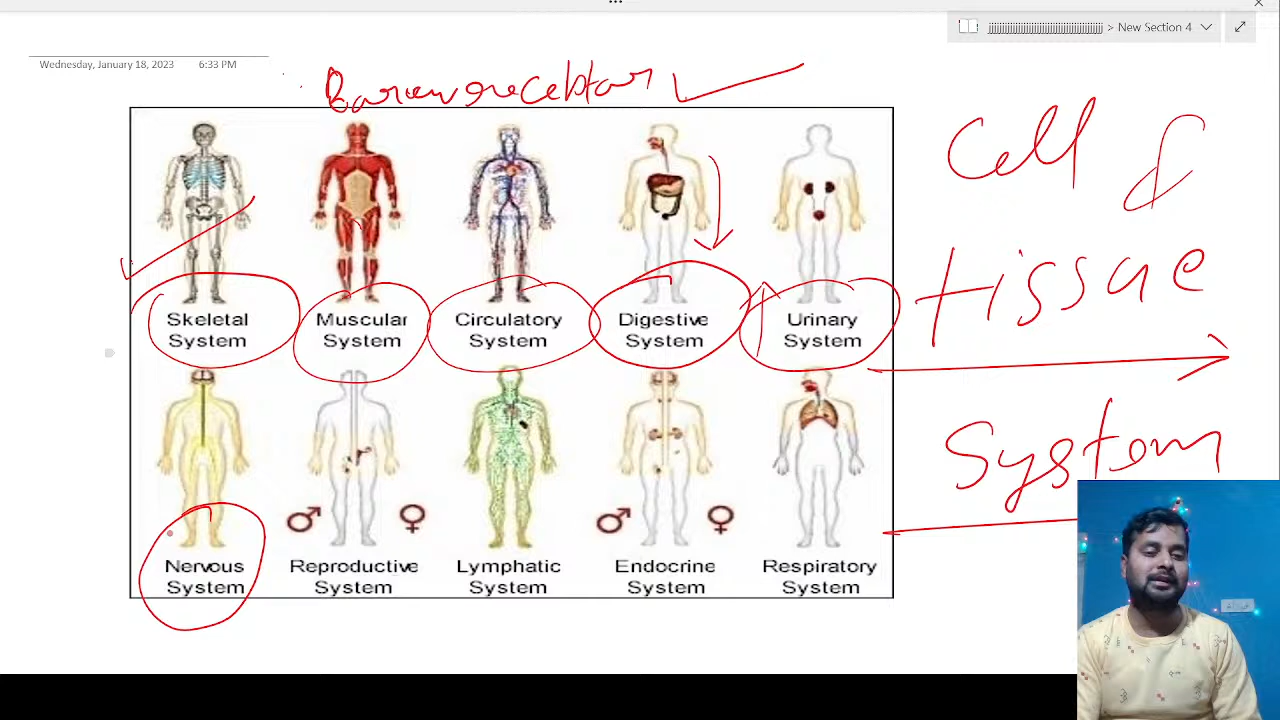 jjjjjjjjjjjjjjjjjjjjjjjjjjjjjjjjjjjjjjjjjj > New Section 4
Wednesday, January 18, 2023 6:33 PM
Cell &
tissue
System
Skeletal System
Muscular System
Circulatory System
Digestive System
Urinary System
Nervous System
Reproductive System
Lymphatic System
Endocrine System
Respiratory System